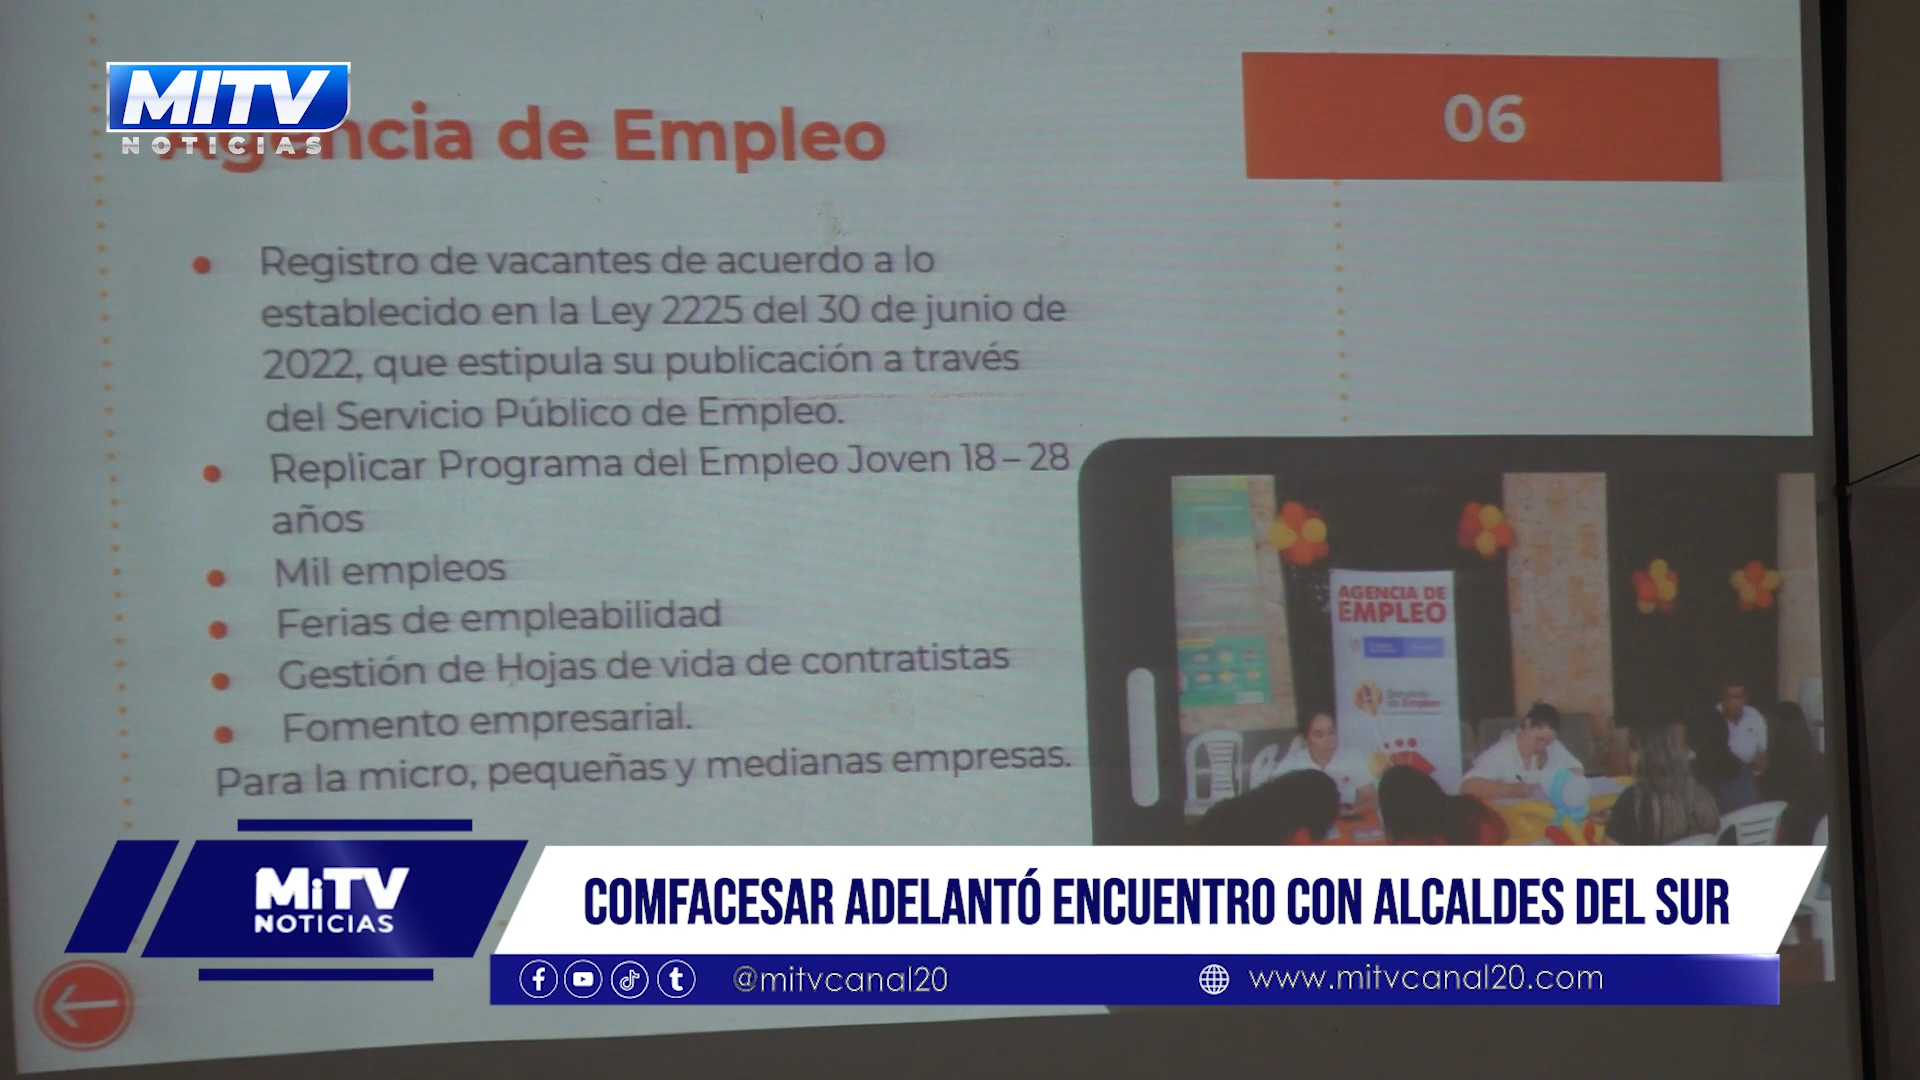 MITV
NOTICIAS
Agencia de Empleo
06
Registro de vacantes de acuerdo a lo
establecido en la Ley 2225 del 30 de junio de
2022, que estipula su publicación a través
del Servicio Público de Empleo.
Replicar Programa del Empleo Joven 18 – 28
años
Mil empleos
Ferias de empleabilidad
Gestión de Hojas de vida de contratistas
Fomento empresarial.
Para la micro, pequeñas y medianas empresas.
AGENCIA DE
EMPLEO
Servicio
de Empleo
MiTV
NOTICIAS
COMFACESAR ADELANTÓ ENCUENTRO CON ALCALDES DEL SUR
@mitvcanal20
www.mitvcanal20.com